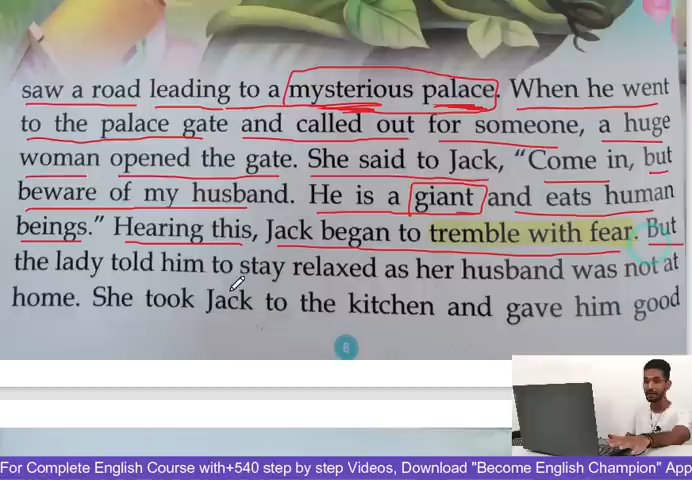 saw a road leading to a mysterious palace. When he went
to the palace gate and called out for someone, a huge
woman opened the gate. She said to Jack, “Come in, but
beware of my husband. He is a giant and eats human
beings.” Hearing this, Jack began to tremble with fear. But
the lady told him to stay relaxed as her husband was not at
home. She took Jack to the kitchen and gave him good
8
For Complete English Course with+540 step by step Videos, Download "Become English Champion" App